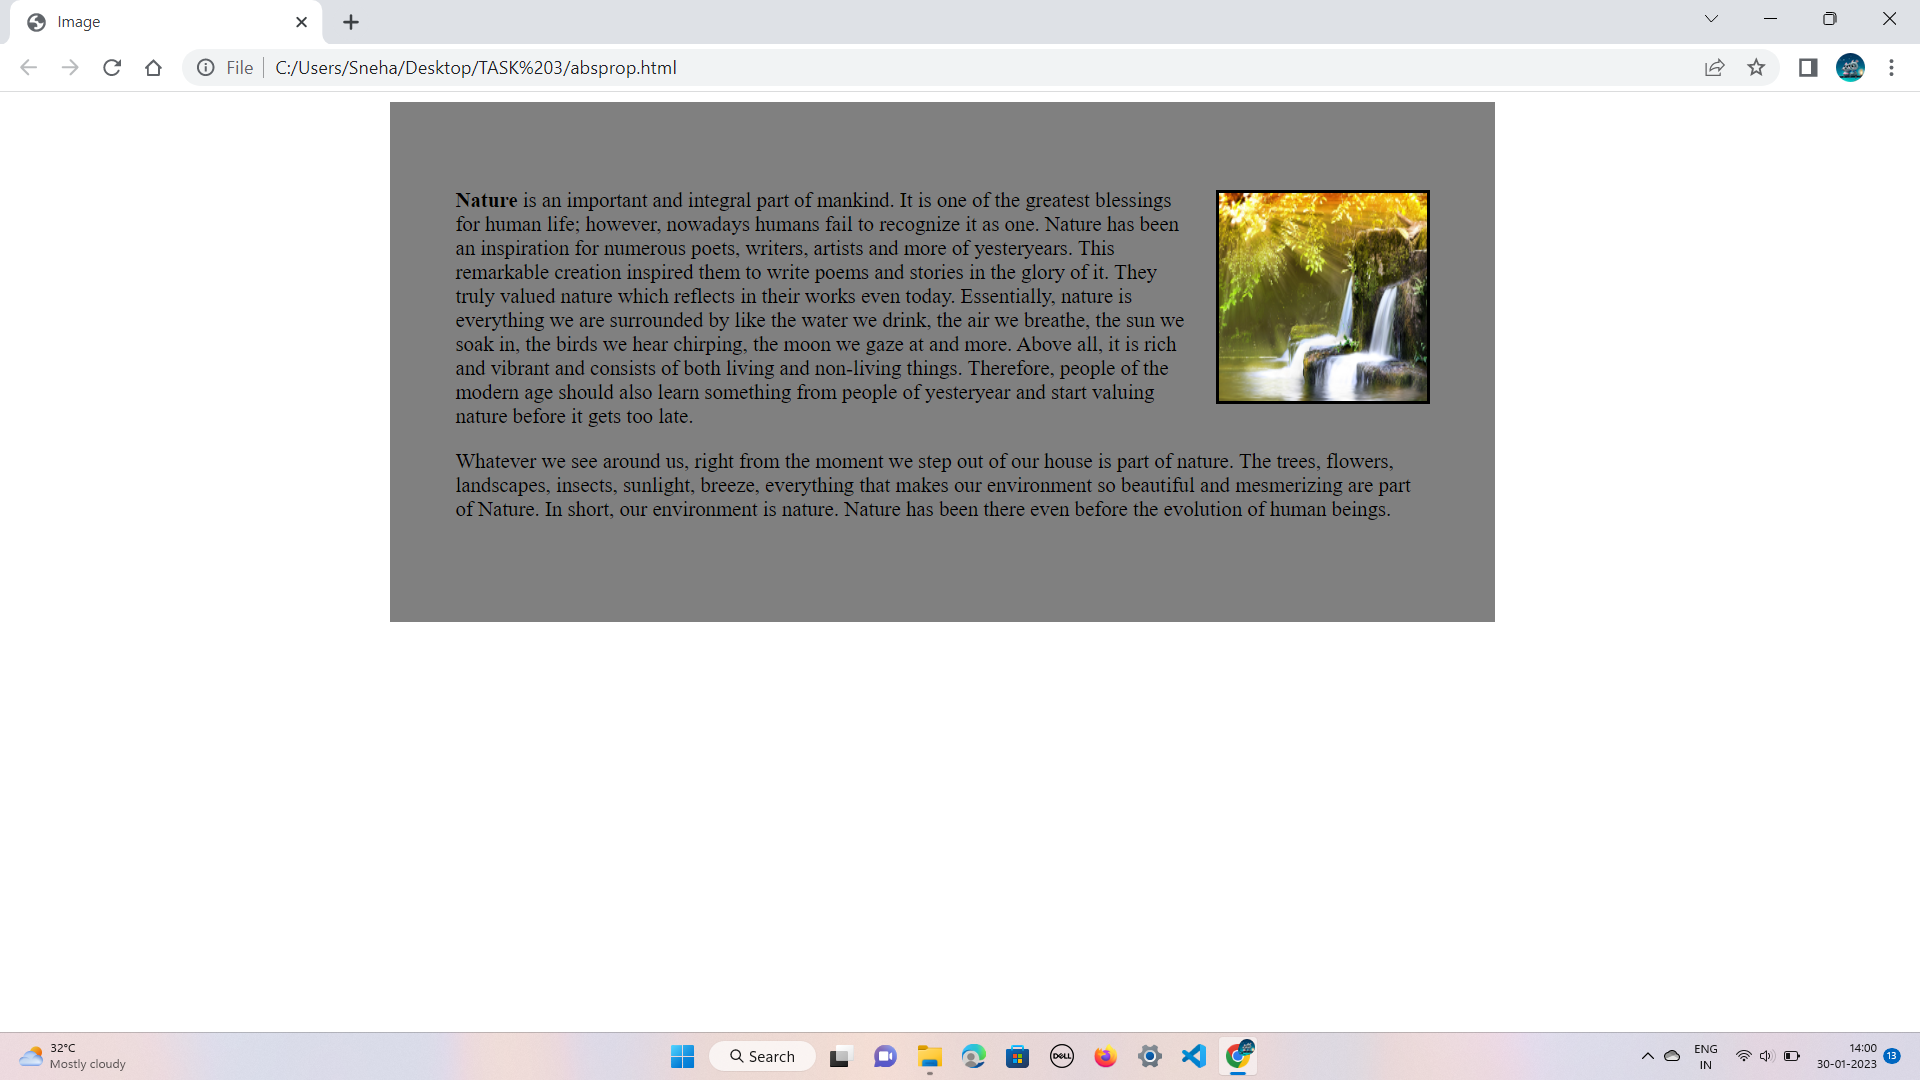 Image
File
C:/Users/Sneha/Desktop/TASK%203/absprop.html
Nature is an important and integral part of mankind. It is one of the greatest blessings
for human life; however, nowadays humans fail to recognize it as one. Nature has been
an inspiration for numerous poets, writers, artists and more of yesteryears. This
remarkable creation inspired them to write poems and stories in the glory of it. They
truly valued nature which reflects in their works even today. Essentially, nature is
everything we are surrounded by like the water we drink, the air we breathe, the sun we
soak in, the birds we hear chirping, the moon we gaze at and more. Above all, it is rich
and vibrant and consists of both living and non-living things. Therefore, people of the
modern age should also learn something from people of yesteryear and start valuing
nature before it gets too late.
Whatever we see around us, right from the moment we step out of our house is part of nature. The trees, flowers,
landscapes, insects, sunlight, breeze, everything that makes our environment so beautiful and mesmerizing are part
of Nature. In short, our environment is nature. Nature has been there even before the evolution of human beings.
32°C
Mostly cloudy
Search
DELL
ENG
IN
14:00
30-01-2023
13